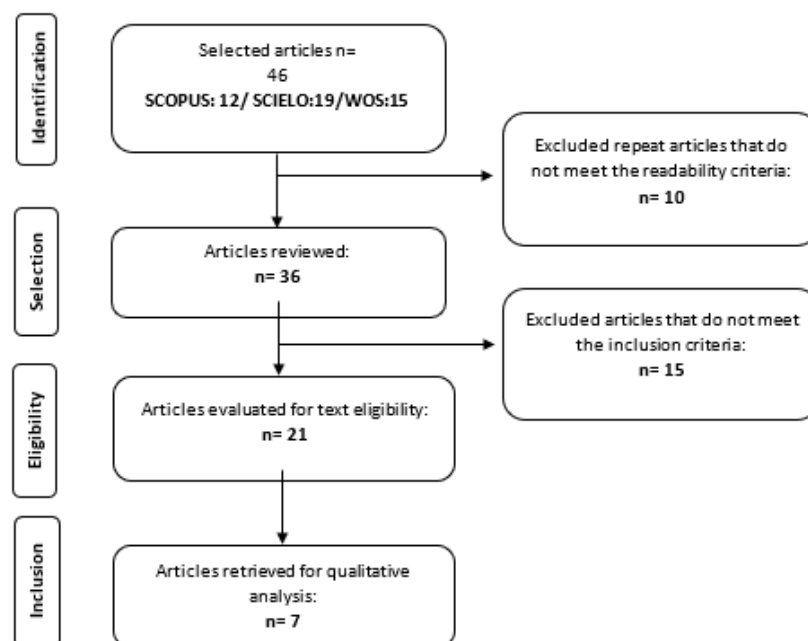 Identification
Selected articles n=
46
SCOPUS: 12/ SCIELO:19/WOS:15
Excluded repeat articles that do
not meet the readability criteria:
n= 10
Selection
Articles reviewed:
n= 36
Excluded articles that do not meet
the inclusion criteria:
n= 15
Eligibility
Articles evaluated for text eligibility:
n= 21
Inclusion
Articles retrieved for qualitative
analysis:
n= 7